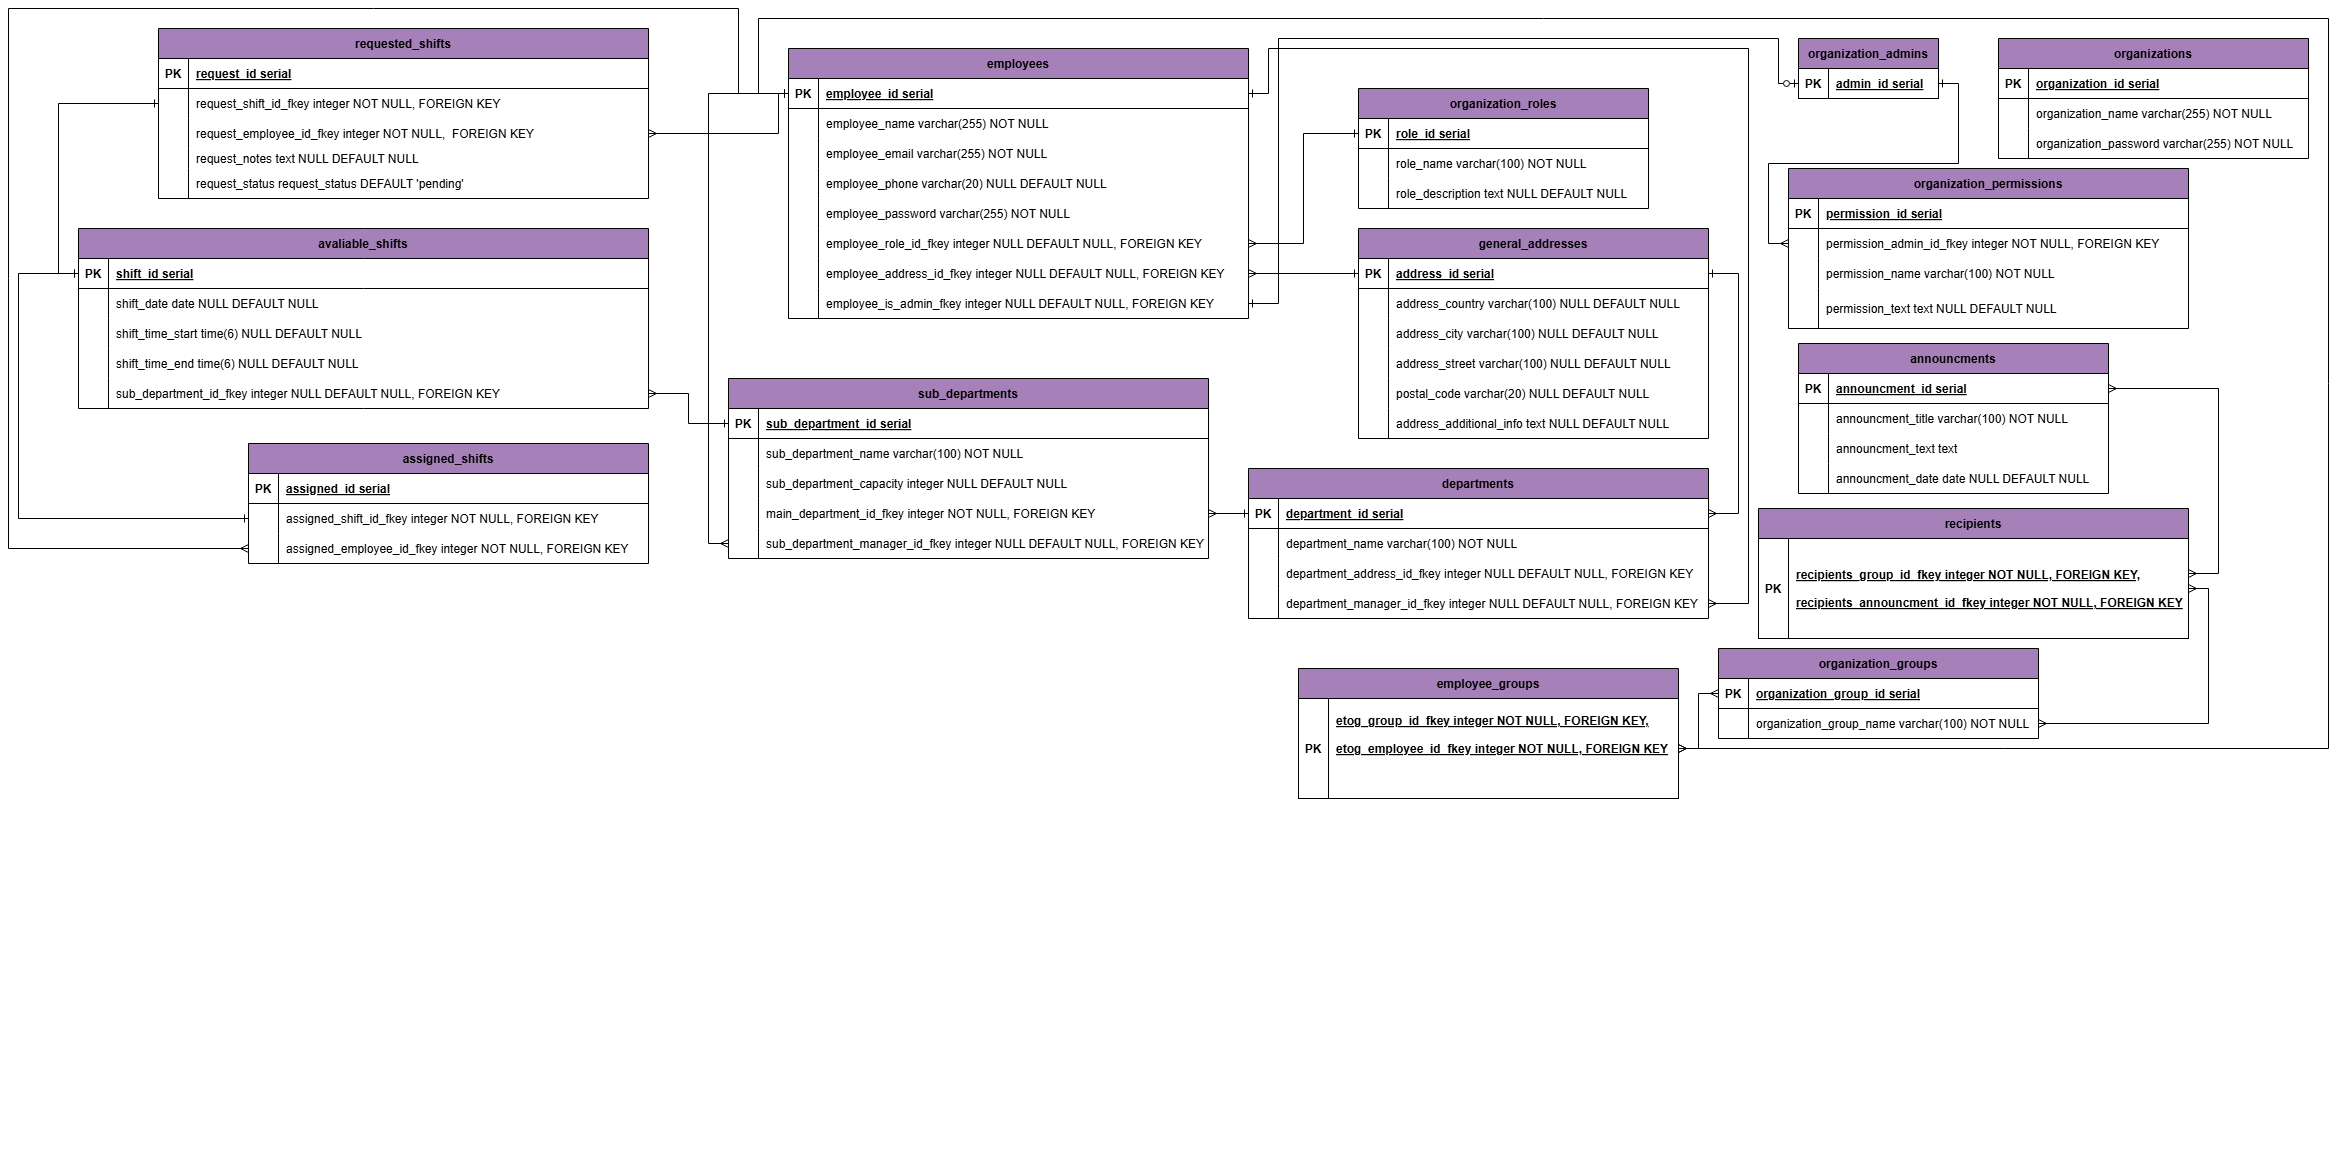 requested_shifts
PK request_id serial
request_shift_id_fkey integer NOT NULL, FOREIGN KEY
request_employee_id_fkey integer NOT NULL,  FOREIGN KEY
request_notes text NULL DEFAULT NULL
request_status request_status DEFAULT 'pending'
avaliable_shifts
PK shift_id serial
shift_date date NULL DEFAULT NULL
shift_time_start time(6) NULL DEFAULT NULL
shift_time_end time(6) NULL DEFAULT NULL
sub_department_id_fkey integer NULL DEFAULT NULL, FOREIGN KEY
assigned_shifts
PK assigned_id serial
assigned_shift_id_fkey integer NOT NULL, FOREIGN KEY
assigned_employee_id_fkey integer NOT NULL, FOREIGN KEY
employees
PK employee_id serial
employee_name varchar(255) NOT NULL
employee_email varchar(255) NOT NULL
employee_phone varchar(20) NULL DEFAULT NULL
employee_password varchar(255) NOT NULL
employee_role_id_fkey integer NULL DEFAULT NULL, FOREIGN KEY
employee_address_id_fkey integer NULL DEFAULT NULL, FOREIGN KEY
employee_is_admin_fkey integer NULL DEFAULT NULL, FOREIGN KEY
sub_departments
PK sub_department_id serial
sub_department_name varchar(100) NOT NULL
sub_department_capacity integer NULL DEFAULT NULL
main_department_id_fkey integer NOT NULL, FOREIGN KEY
sub_department_manager_id_fkey integer NULL DEFAULT NULL, FOREIGN KEY
organization_roles
PK role_id serial
role_name varchar(100) NOT NULL
role_description text NULL DEFAULT NULL
general_addresses
PK address_id serial
address_country varchar(100) NULL DEFAULT NULL
address_city varchar(100) NULL DEFAULT NULL
address_street varchar(100) NULL DEFAULT NULL
postal_code varchar(20) NULL DEFAULT NULL
address_additional_info text NULL DEFAULT NULL
departments
PK department_id serial
department_name varchar(100) NOT NULL
department_address_id_fkey integer NULL DEFAULT NULL, FOREIGN KEY
department_manager_id_fkey integer NULL DEFAULT NULL, FOREIGN KEY
employee_groups
etog_group_id_fkey integer NOT NULL, FOREIGN KEY,
PK etog_employee_id_fkey integer NOT NULL, FOREIGN KEY
organization_admins
PK admin_id serial
organizations
PK organization_id serial
organization_name varchar(255) NOT NULL
organization_password varchar(255) NOT NULL
organization_permissions
PK permission_id serial
permission_admin_id_fkey integer NOT NULL, FOREIGN KEY
permission_name varchar(100) NOT NULL
permission_text text NULL DEFAULT NULL
announcments
PK announcment_id serial
announcment_title varchar(100) NOT NULL
announcment_text text
announcment_date date NULL DEFAULT NULL
recipients
PK
recipients_group_id_fkey integer NOT NULL, FOREIGN KEY,
recipients_announcment_id_fkey integer NOT NULL, FOREIGN KEY
organization_groups
PK organization_group_id serial
organization_group_name varchar(100) NOT NULL